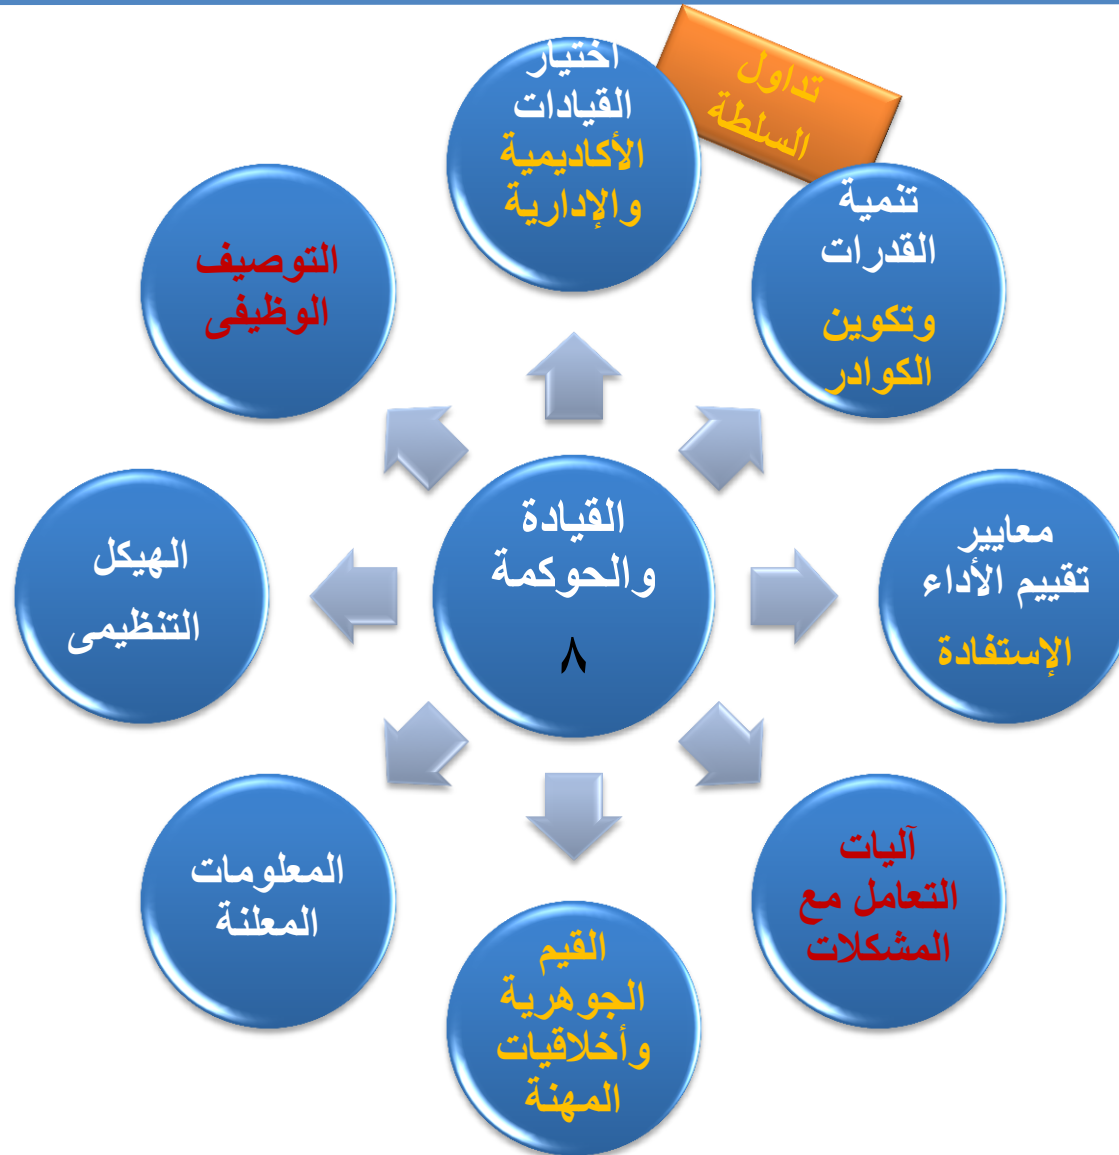 اختيار
القيادات
الأكاديمية
والإدارية
تداول
السلطة
تنمية
القدرات
وتكوين
الكوادر
معايير
تقييم الأداء
الإستفادة
آليات
التعامل مع
المشكلات
القيم
الجوهرية
وأخلاقيات
المهنة
المعلومات
المعلنة
الهيكل
التنظيمى
التوصيف
الوظيفى
القيادة
والحوكمة
٨